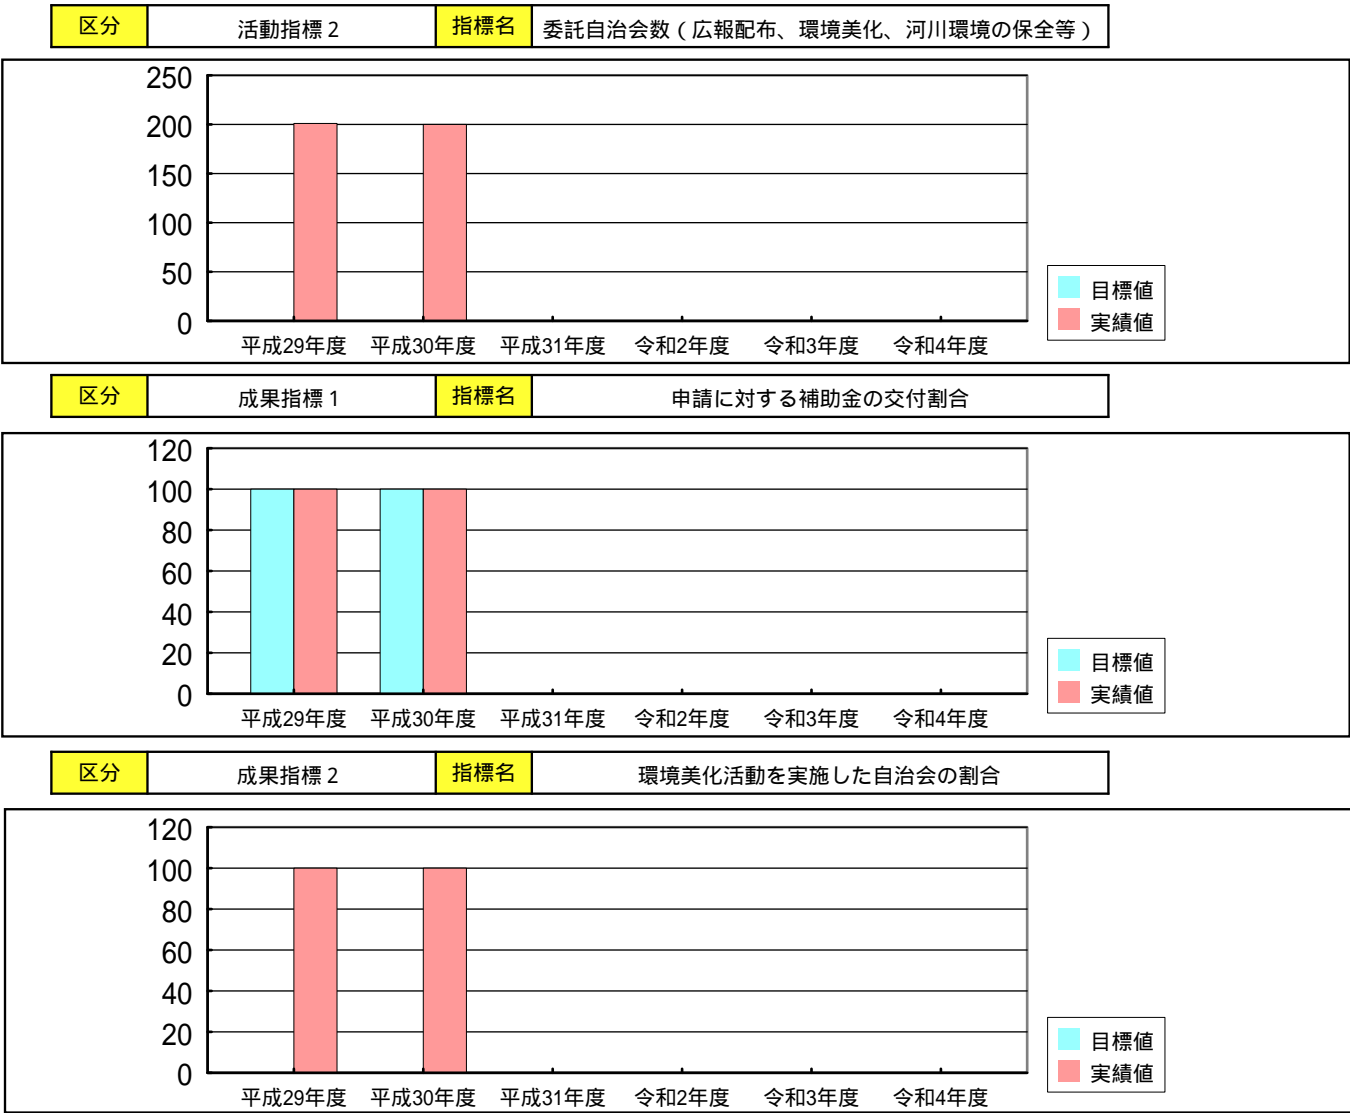 区分 活動指標２ 指標名 委託自治会数（広報配布、環境美化、河川環境の保全等）
250
200
150
100
50
0
平成29年度 平成30年度 平成31年度 令和2年度 令和3年度 令和4年度
目標値
実績値
区分 成果指標１ 指標名 申請に対する補助金の交付割合
120
100
80
60
40
20
0
平成29年度 平成30年度 平成31年度 令和2年度 令和3年度 令和4年度
目標値
実績値
区分 成果指標２ 指標名 環境美化活動を実施した自治会の割合
120
100
80
60
40
20
0
平成29年度 平成30年度 平成31年度 令和2年度 令和3年度 令和4年度
目標値
実績値